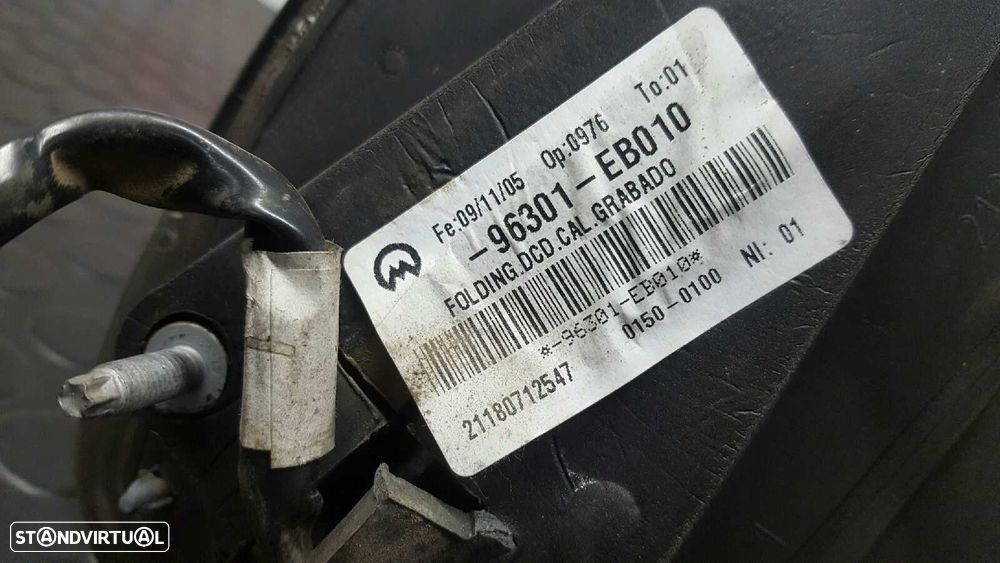 Fe:09/11/05 Op:0976 To:01
-96301-EB010
FOLDING.DCD.CAL.GRABADO
*-96301-EB010*
0150-0100 NI: 01
21180712547
STANDVIRTUAL